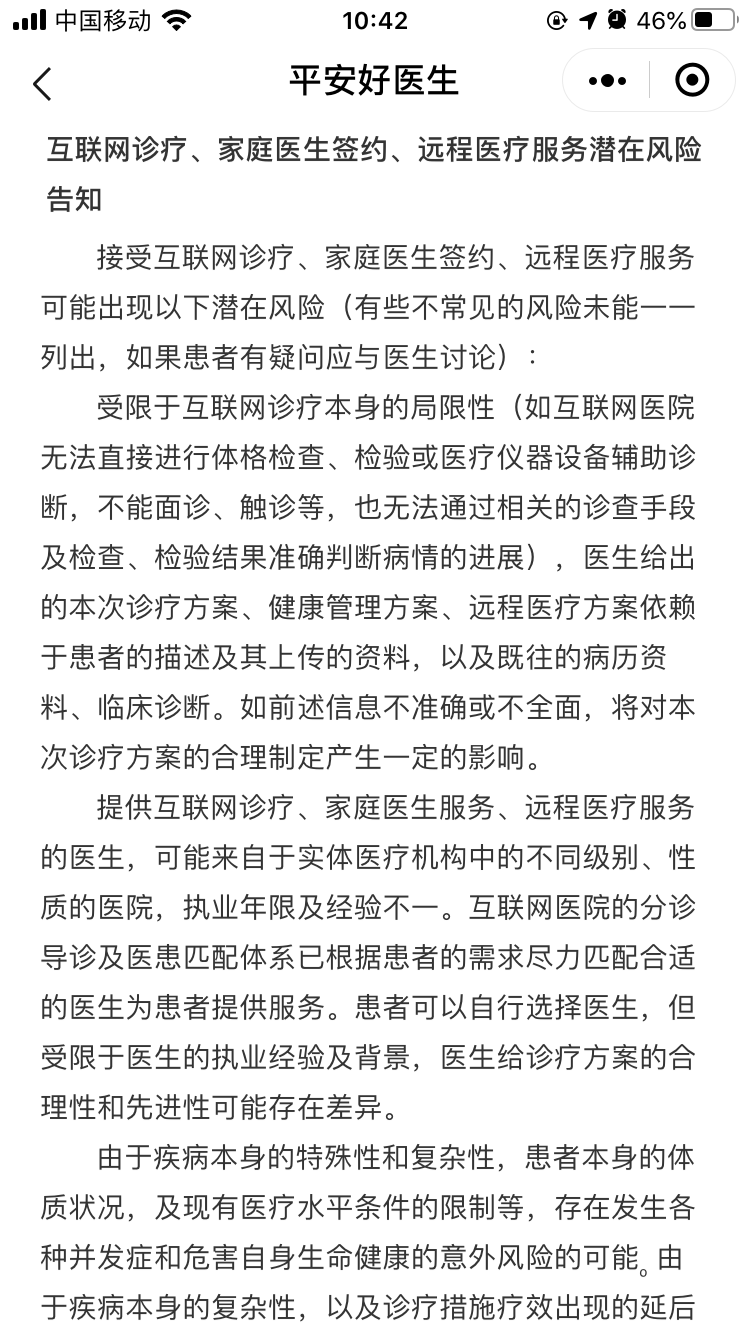 中国移动 10:42 46%
平安好医生
互联网诊疗、家庭医生签约、远程医疗服务潜在风险
告知
接受互联网诊疗、家庭医生签约、远程医疗服务
可能出现以下潜在风险（有些不常见的风险未能一一
列出，如果患者有疑问应与医生讨论）：
受限于互联网诊疗本身的局限性（如互联网医院
无法直接进行体格检查、检验或医疗仪器设备辅助诊
断，不能面诊、触诊等，也无法通过相关的诊查手段
及检查、检验结果准确判断病情的进展），医生给出
的本次诊疗方案、健康管理方案、远程医疗方案依赖
于患者的描述及其上传的资料，以及既往的病历资
料、临床诊断。如前述信息不准确或不全面，将对本
次诊疗方案的合理制定产生一定的影响。
提供互联网诊疗、家庭医生服务、远程医疗服务
的医生，可能来自于实体医疗机构中的不同级别、性
质的医院，执业年限及经验不一。互联网医院的分诊
导诊及医患匹配体系已根据患者的需求尽力匹配合适
的医生为患者提供服务。患者可以自行选择医生，但
受限于医生的执业经验及背景，医生给诊疗方案的合
理性和先进性可能存在差异。
由于疾病本身的特殊性和复杂性，患者本身的体
质状况，及现有医疗水平条件的限制等，存在发生各
种并发症和危害自身生命健康的意外风险的可能。由
于疾病本身的复杂性，以及诊疗措施疗效出现的延后